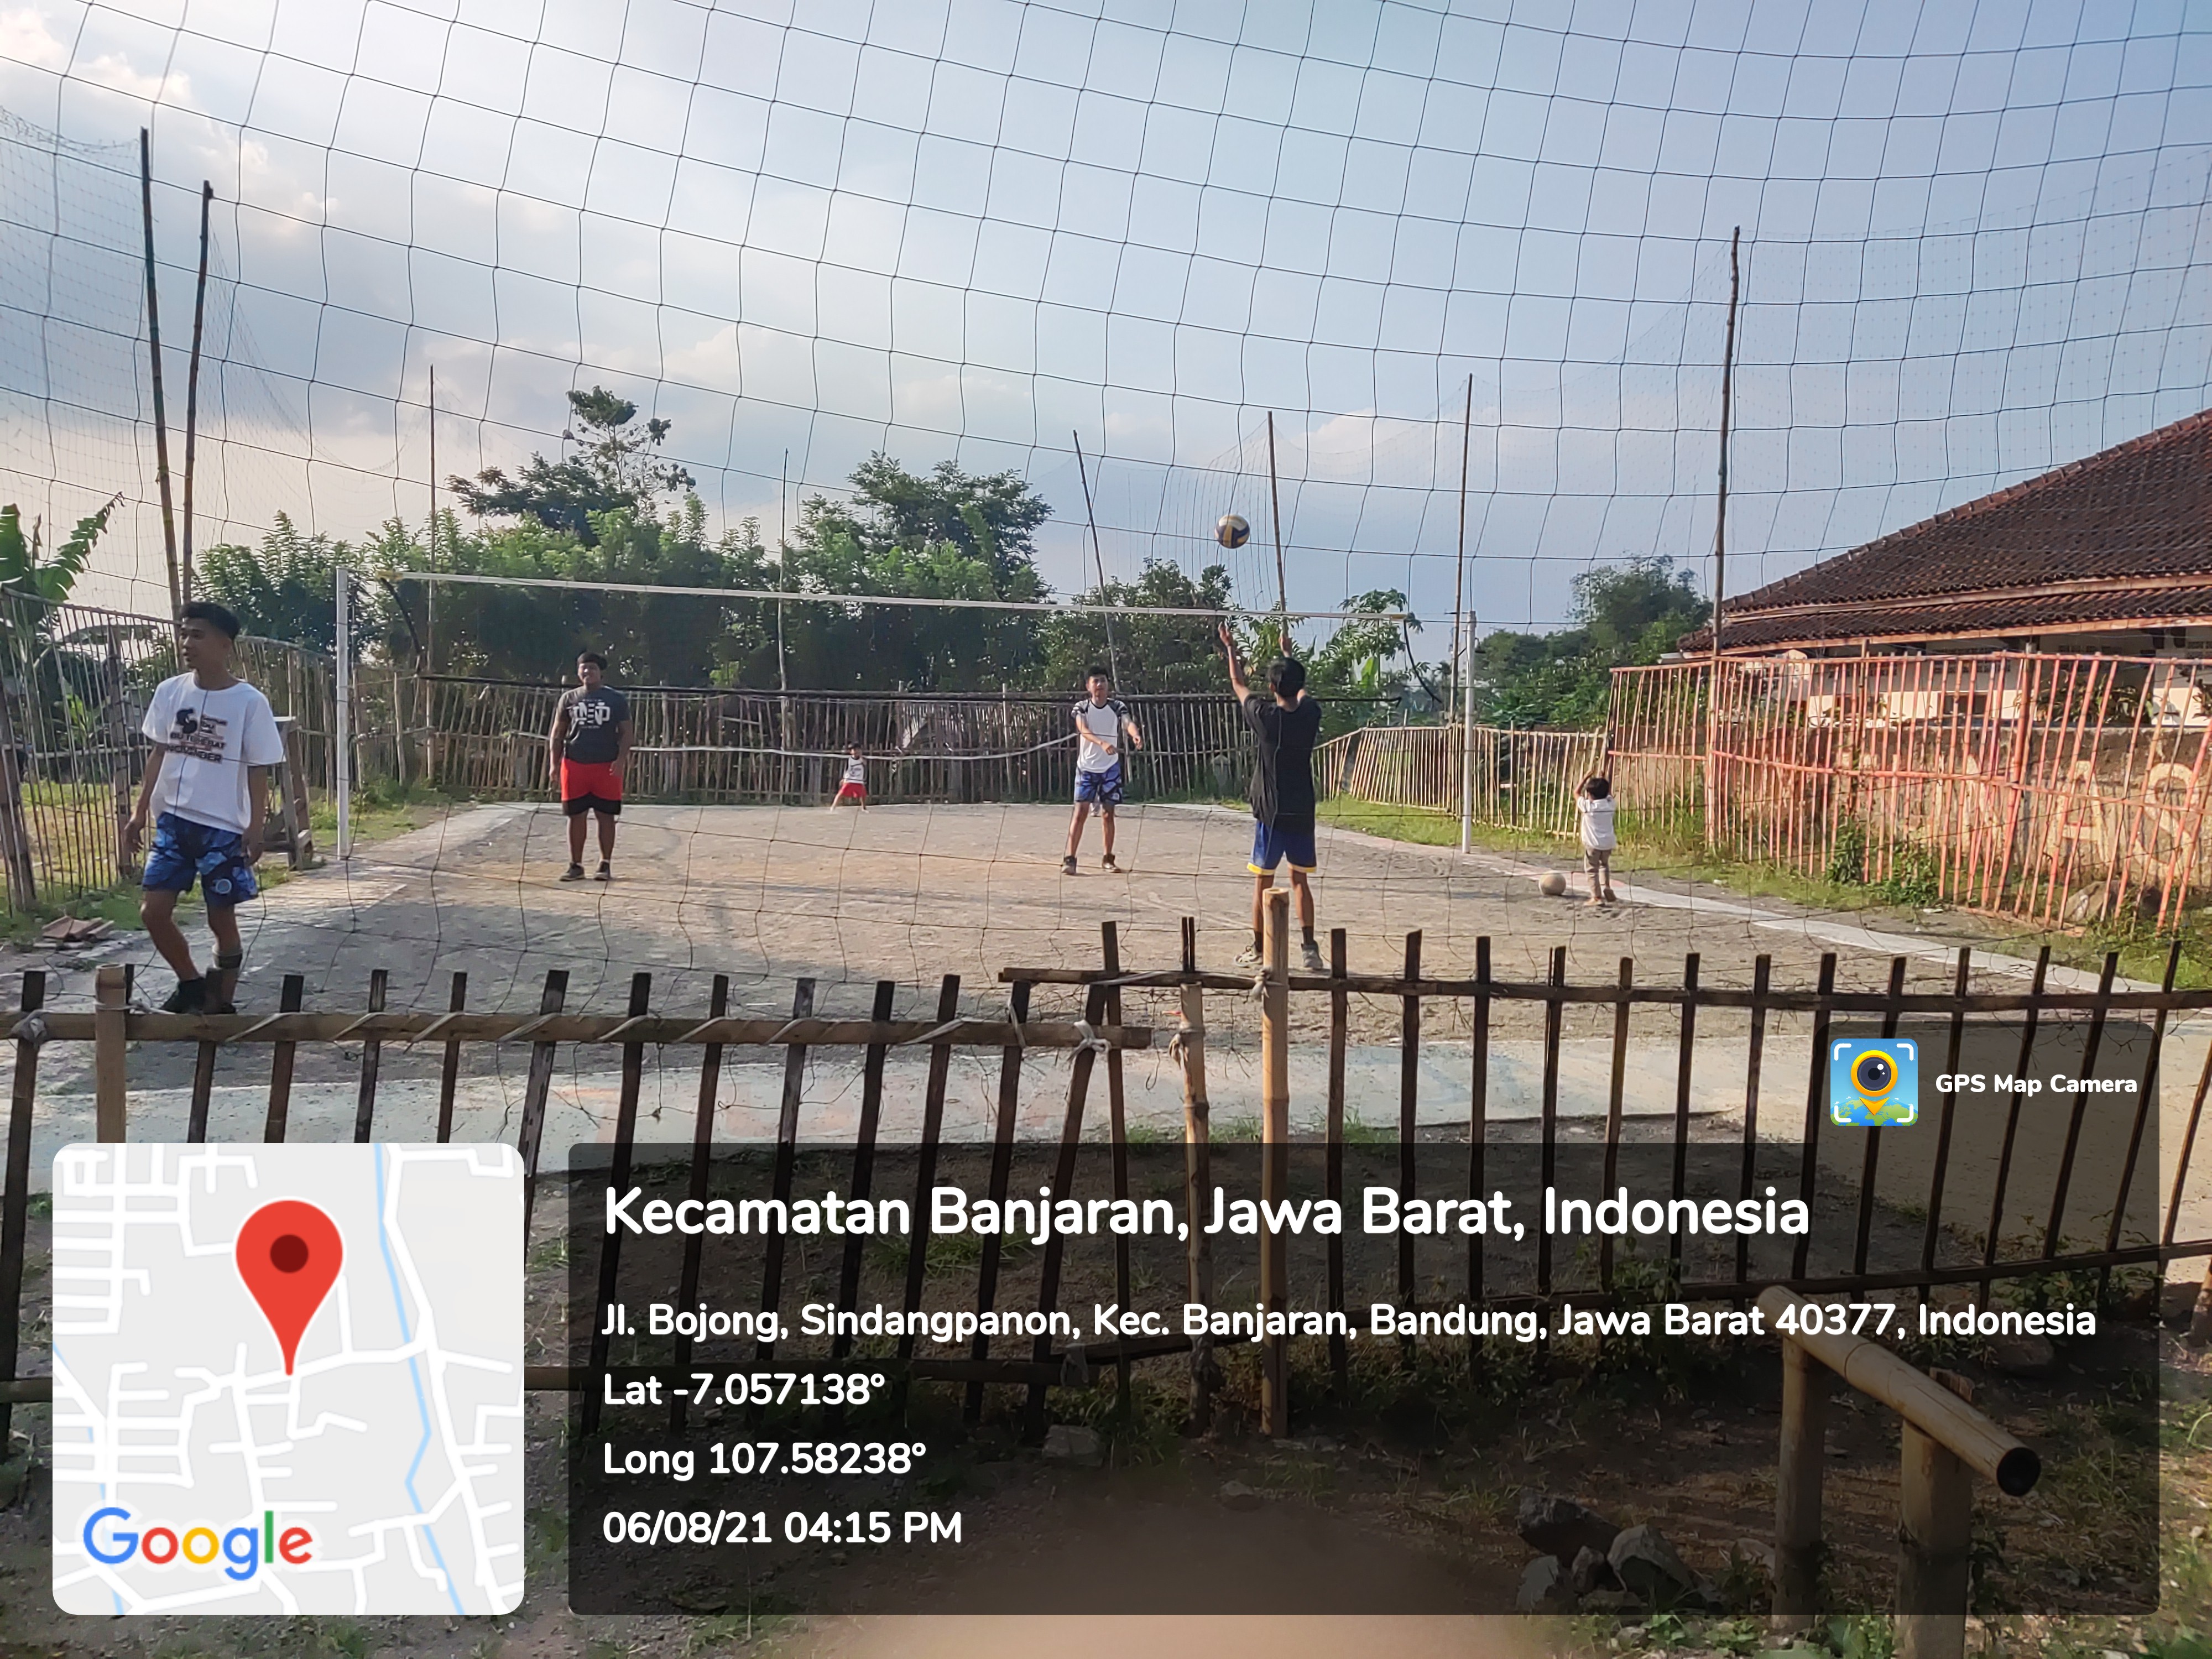 GPS Map Camera
Kecamatan Banjaran, Jawa Barat, Indonesia
Jl. Bojong, Sindangpanon, Kec. Banjaran, Bandung, Jawa Barat 40377, Indonesia
Lat -7.057138°
Long 107.58238°
06/08/21 04:15 PM
Google